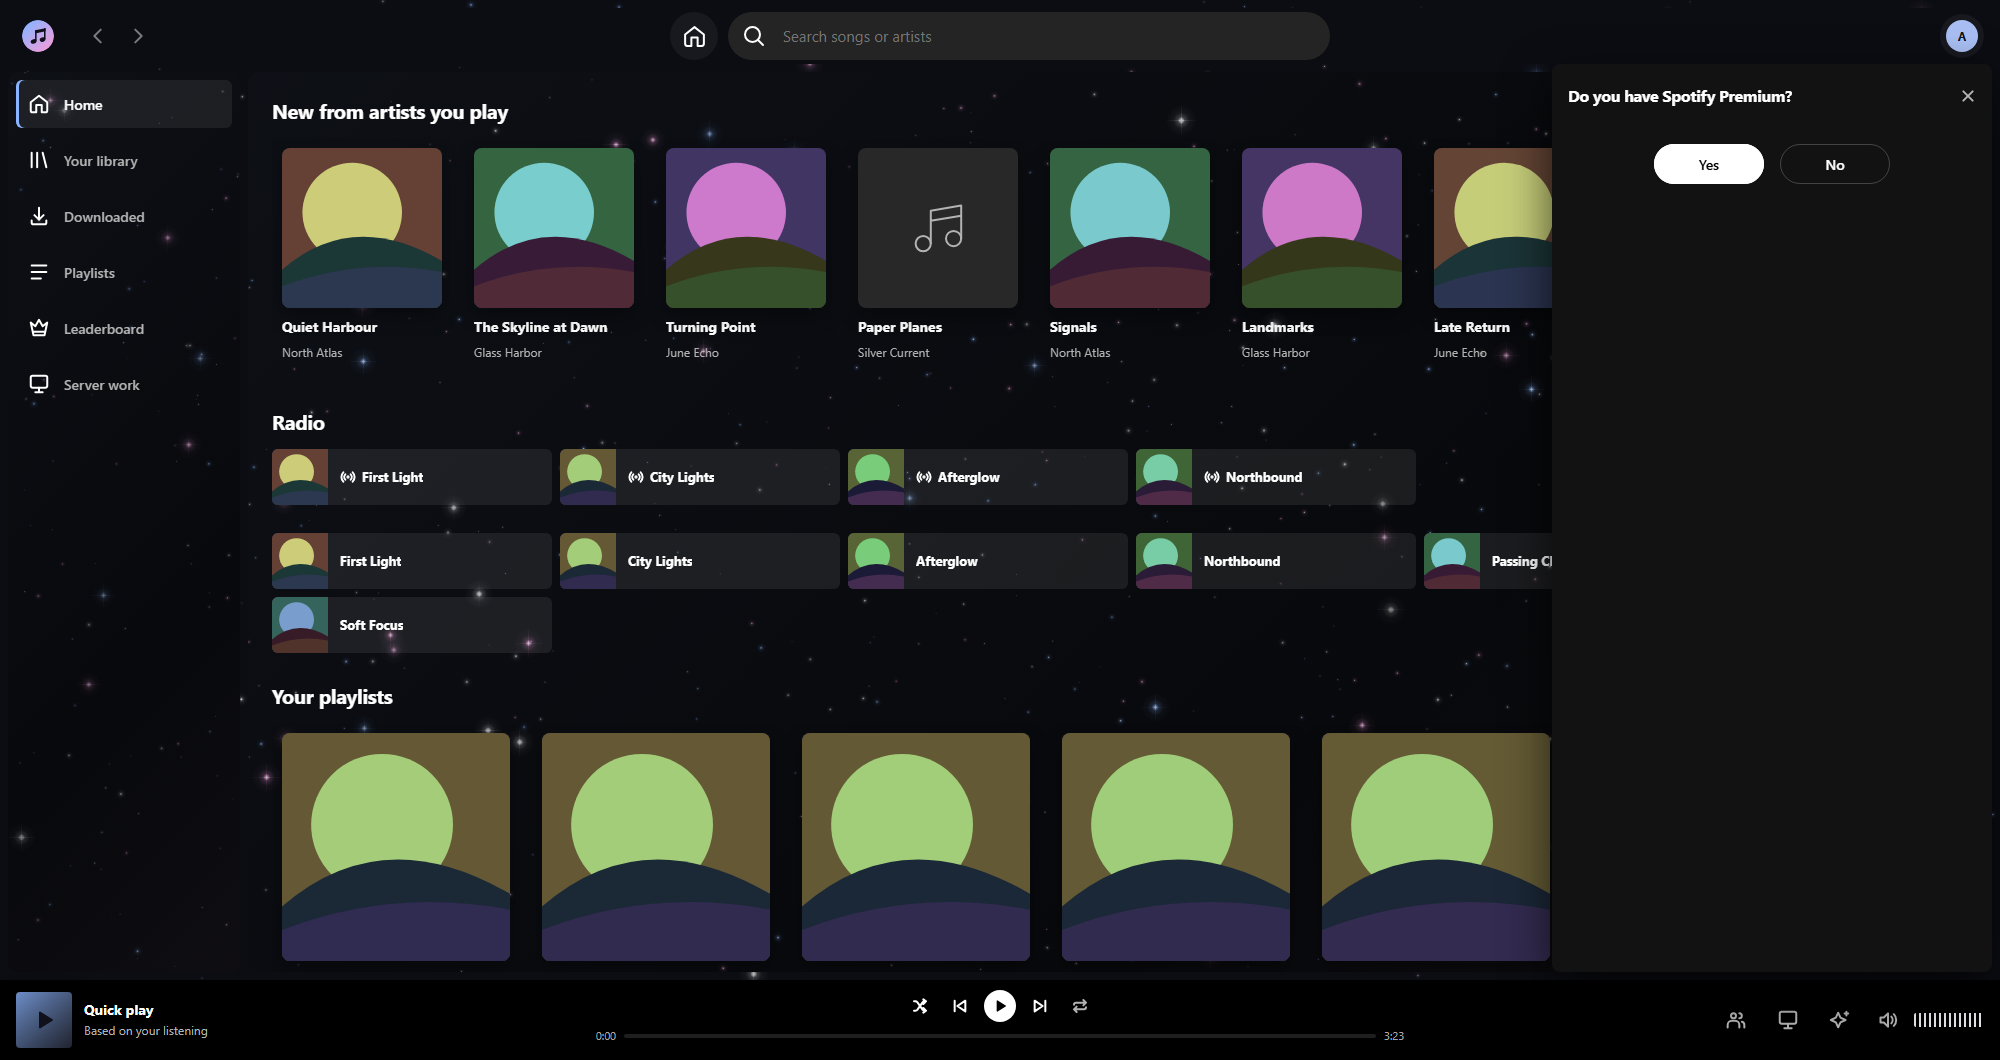 Search songs or artists
A
Home
Your library
Downloaded
Playlists
Leaderboard
Server work
New from artists you play
Quiet Harbour
North Atlas
The Skyline at Dawn
Glass Harbor
Turning Point
June Echo
Paper Planes
Silver Current
Signals
North Atlas
Landmarks
Glass Harbor
Late Return
June Echo
Radio
First Light
City Lights
Afterglow
Northbound
First Light
City Lights
Afterglow
Northbound
Passing
Soft Focus
Your playlists
Do you have Spotify Premium?
Yes
No
Quick play
Based on your listening
0:00
3:23